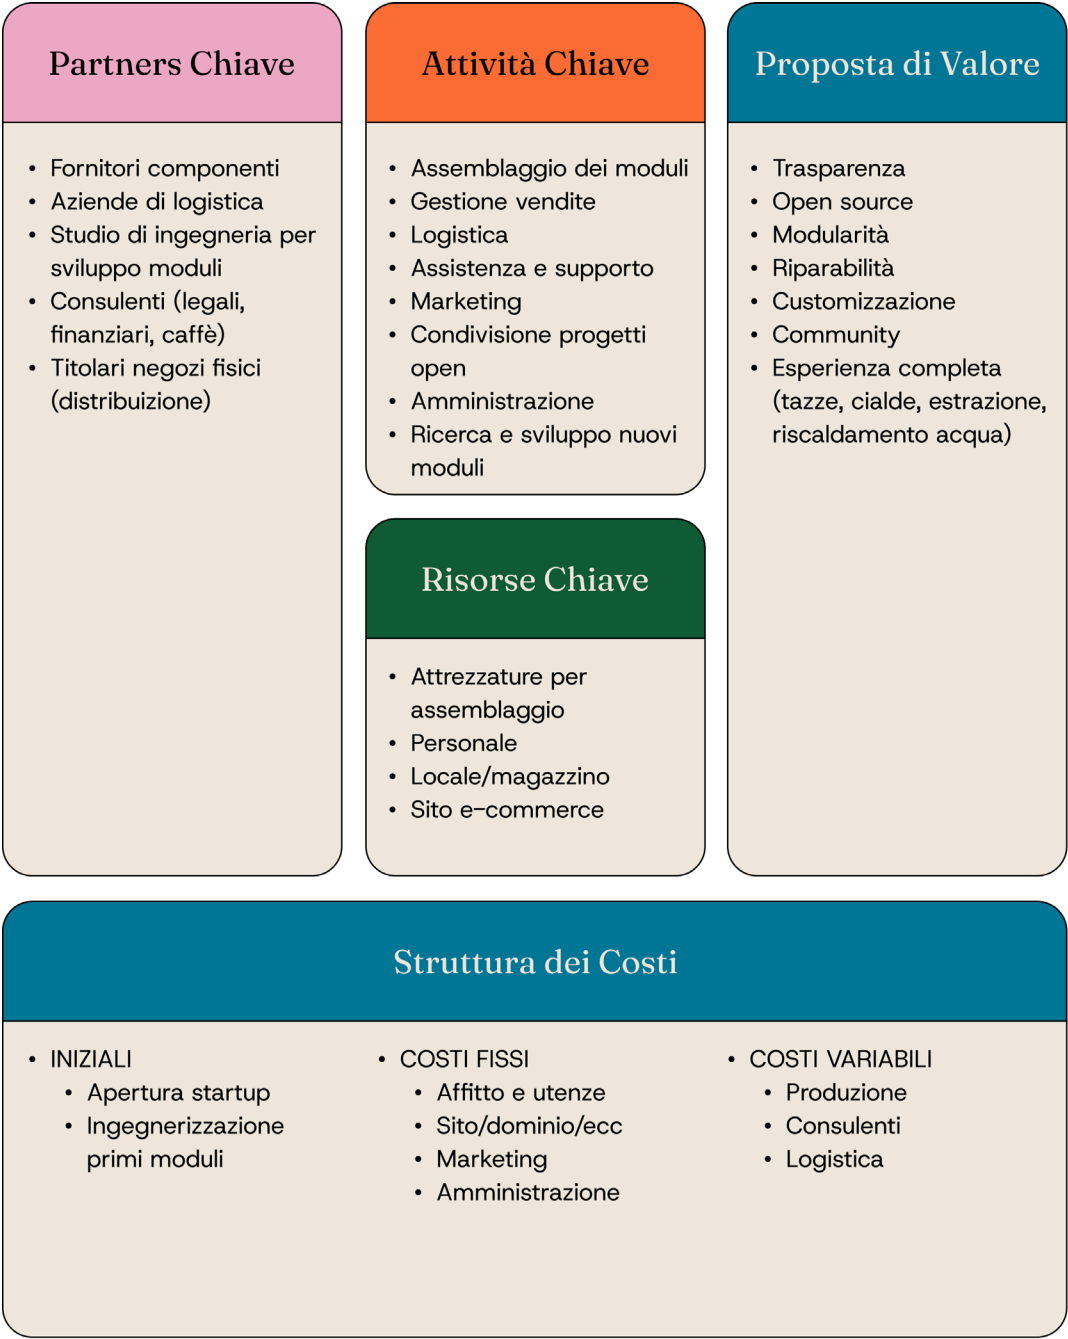 Partners Chiave
• Fornitori componenti
• Aziende di logistica
• Studio di ingegneria per
sviluppo moduli
• Consulenti (legali,
finanziari, caffè)
• Titolari negozi fisici
(distribuizione)
Attività Chiave
• Assemblaggio dei moduli
• Gestione vendite
• Logistica
• Assistenza e supporto
• Marketing
• Condivisione progetti
open
• Amministrazione
• Ricerca e sviluppo nuovi
moduli
Risorse Chiave
• Attrezzature per
assemblaggio
• Personale
• Locale/magazzino
• Sito e-commerce
Proposta di Valore
• Trasparenza
• Open source
• Modularità
• Riparabilità
• Customizzazione
• Community
• Esperienza completa
(tazze, cialde, estrazione,
riscaldamento acqua)
Struttura dei Costi
• INIZIALI
• Apertura startup
• Ingegnerizzazione
primi moduli
• COSTI FISSI
• Affitto e utenze
• Sito/dominio/ecc
• Marketing
• Amministrazione
• COSTI VARIABILI
• Produzione
• Consulenti
• Logistica